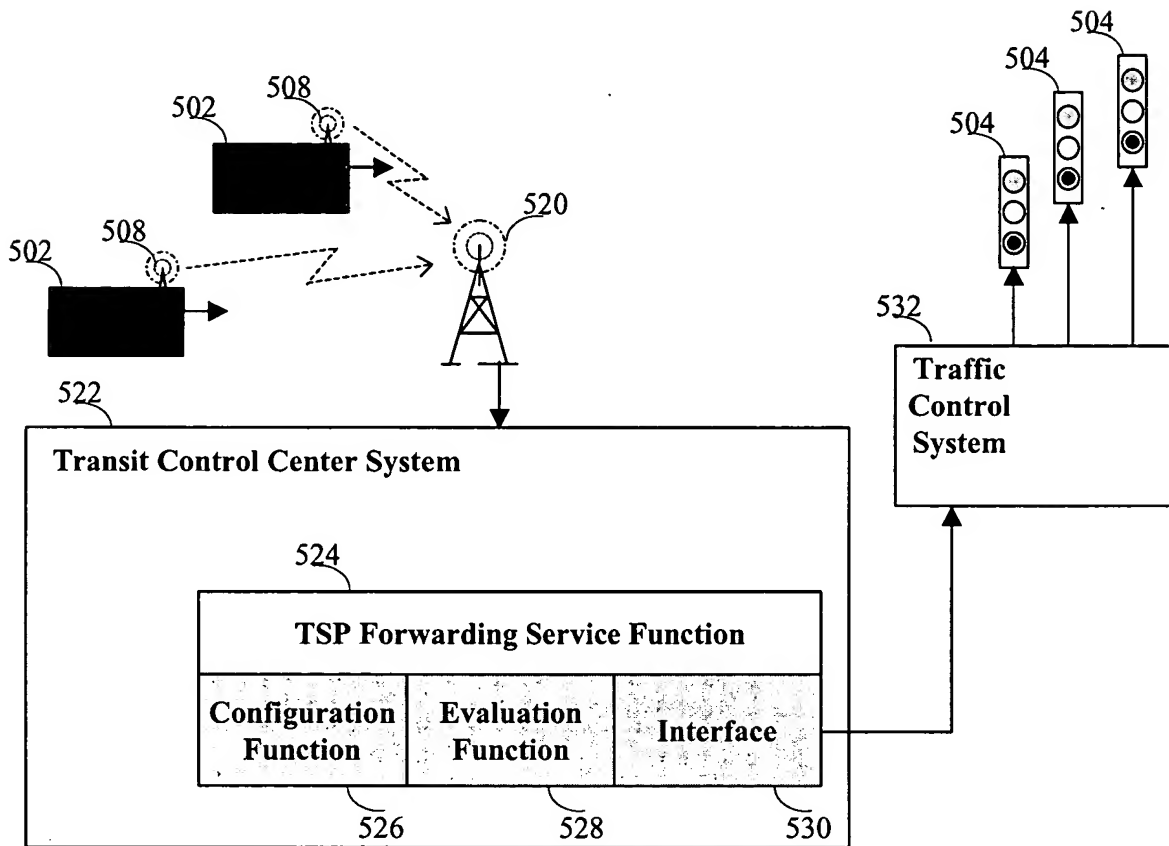 504
504
508
502
504
520
508
502
532
Traffic
Control
System
522
Transit Control Center System
524
TSP Forwarding Service Function
Configuration
Function
Evaluation
Function
Interface
526
528
530